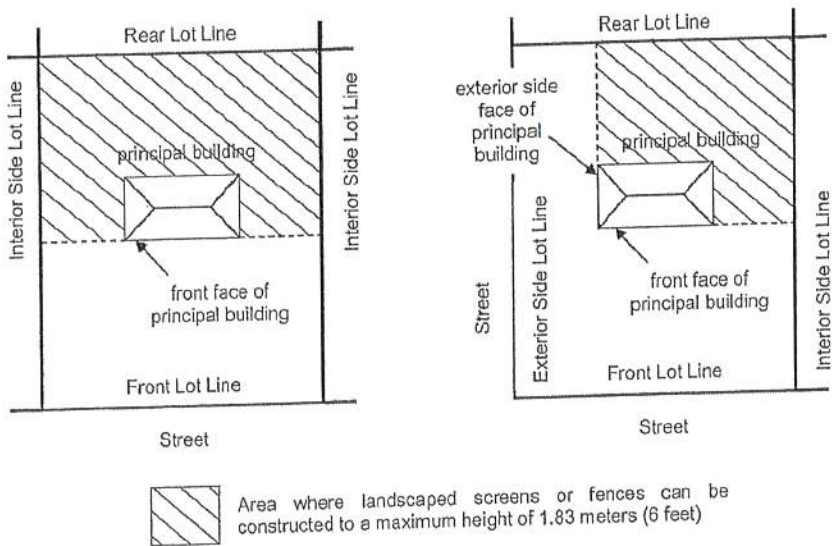 Rear Lot Line
Interior Side Lot Line
principal building
Interior Side Lot Line
front face of
principal building
Front Lot Line
Street
Rear Lot Line
exterior side
face of
principal
building
principal building
Street
Exterior Side Lot Line
Interior Side Lot Line
front face of
principal building
Front Lot Line
Street
Area where landscaped screens or fences can be
constructed to a maximum height of 1.83 meters (6 feet)